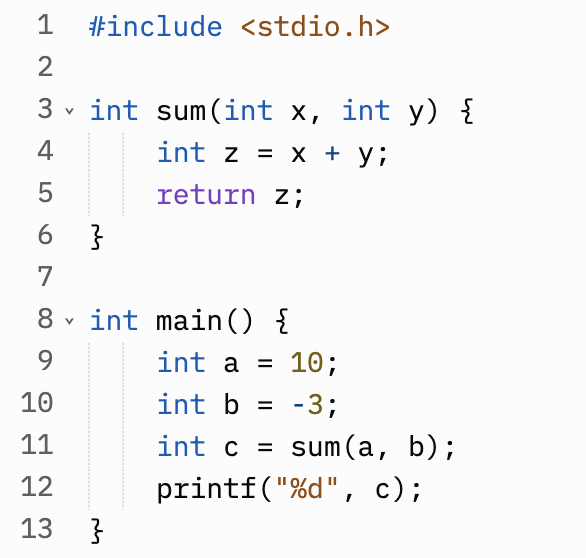 1 #include <stdio.h>
2
3 int sum(int x, int y) {
4     int z = x + y;
5     return z;
6 }
7
8 int main() {
9     int a = 10;
10     int b = -3;
11     int c = sum(a, b);
12     printf("%d", c);
13 }